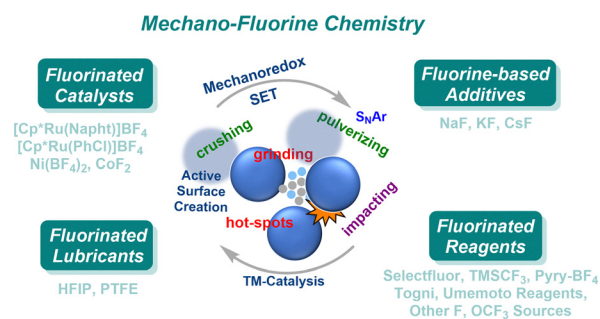 Mechano-Fluorine Chemistry
Fluorinated
Catalysts
[Cp*Ru(Napht)]BF₄
[Cp*Ru(PhCl)]BF₄
Ni(BF₄)₂, CoF₂
Fluorinated
Lubricants
HFIP, PTFE
Mechanoredox
SET
SNAr
crushing
pulverizing
grinding
Active
Surface
Creation
hot-spots
impacting
TM-Catalysis
Fluorine-based
Additives
NaF, KF, CsF
Fluorinated
Reagents
Selectfluor, TMSCF₃, Pyry-BF₄
Togni, Umemoto Reagents,
Other F, OCF₃ Sources